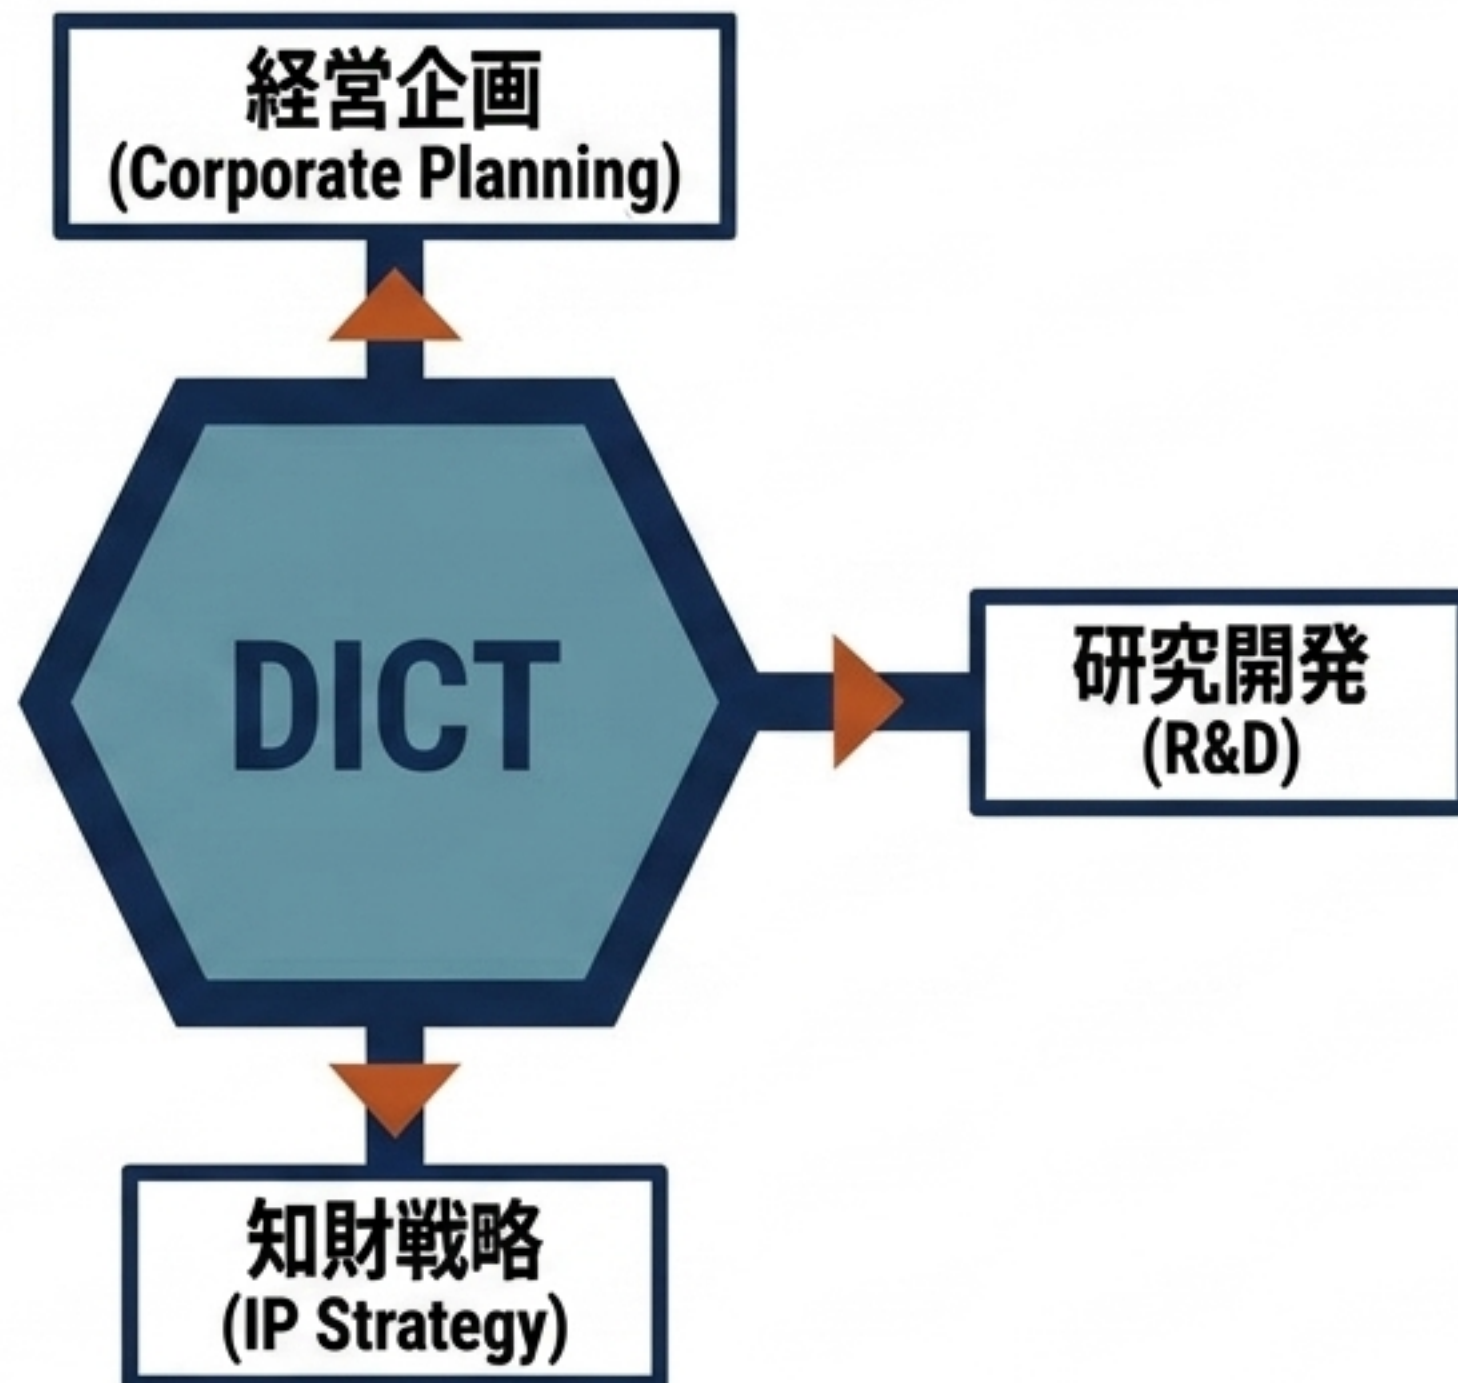 経営企画
(Corporate Planning)
DICT
研究開発
(R&D)
知財戦略
(IP Strategy)